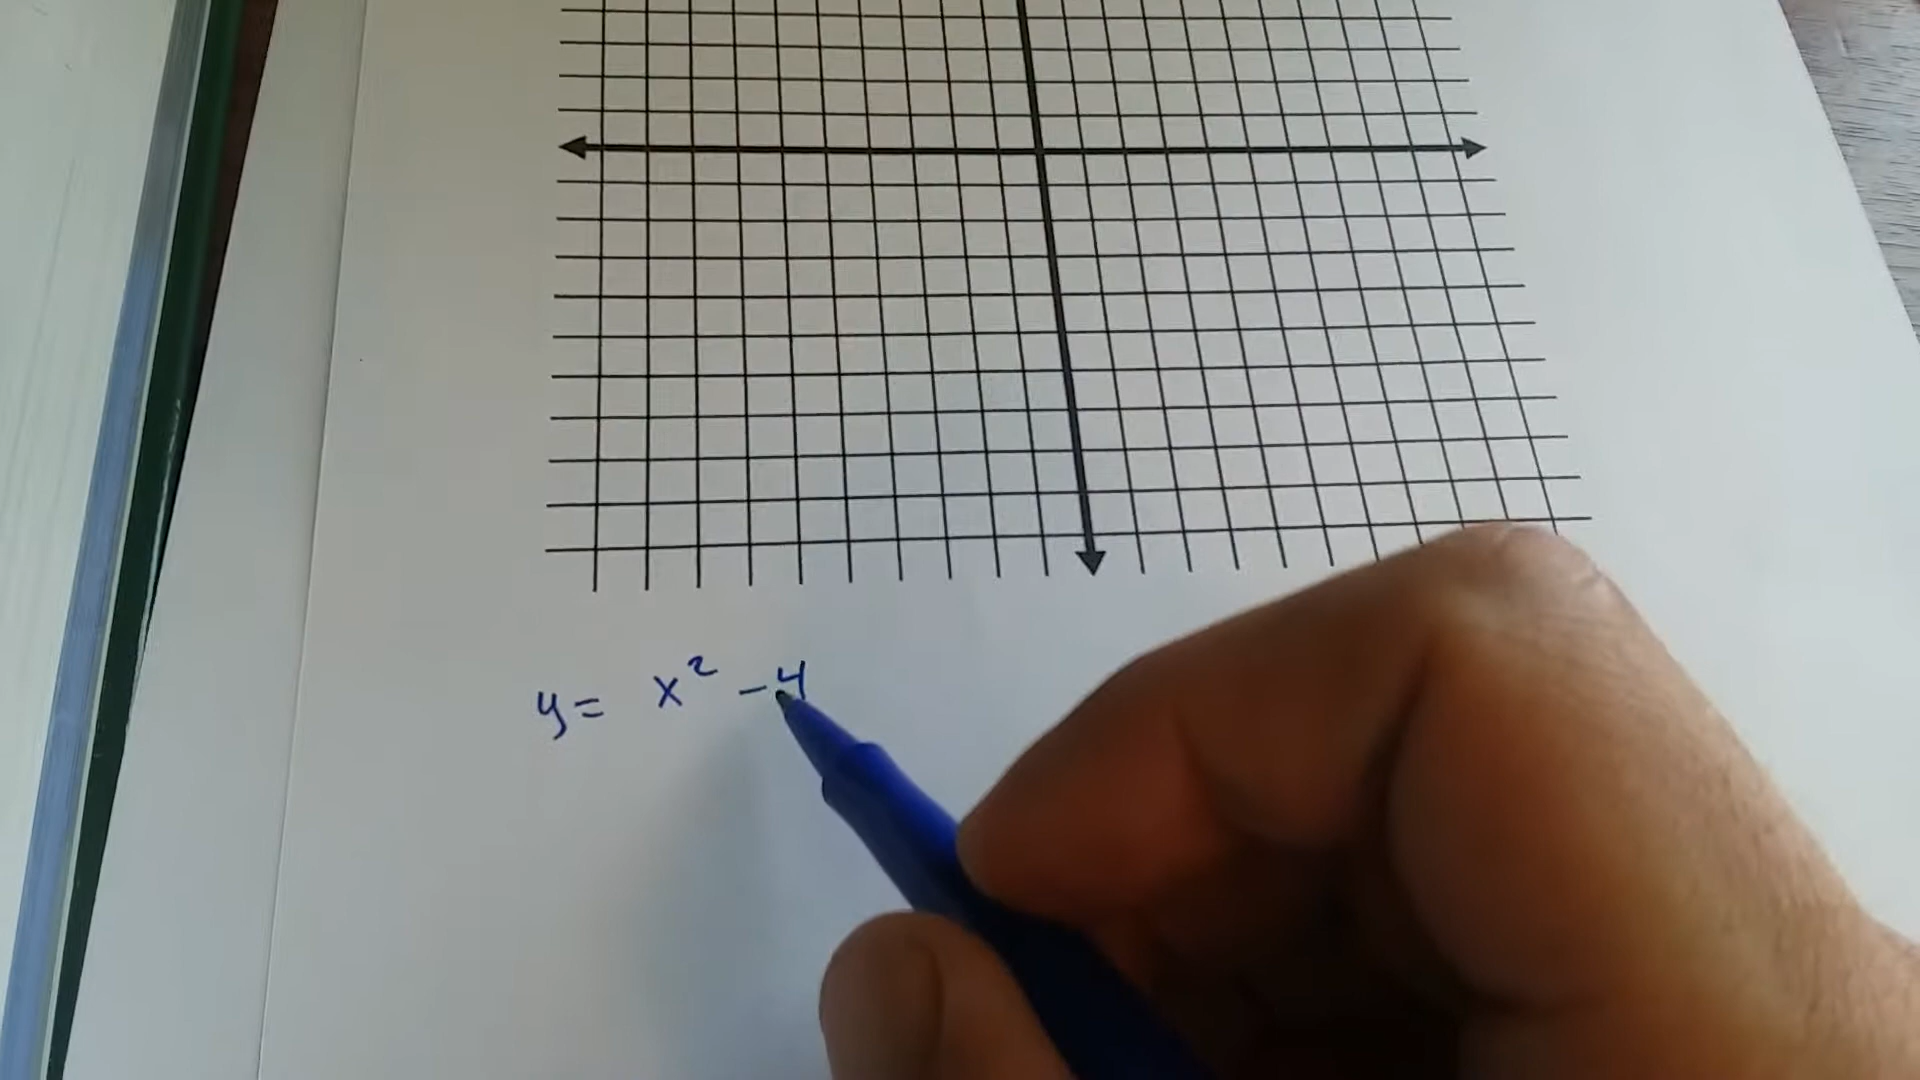 y = x² - 4